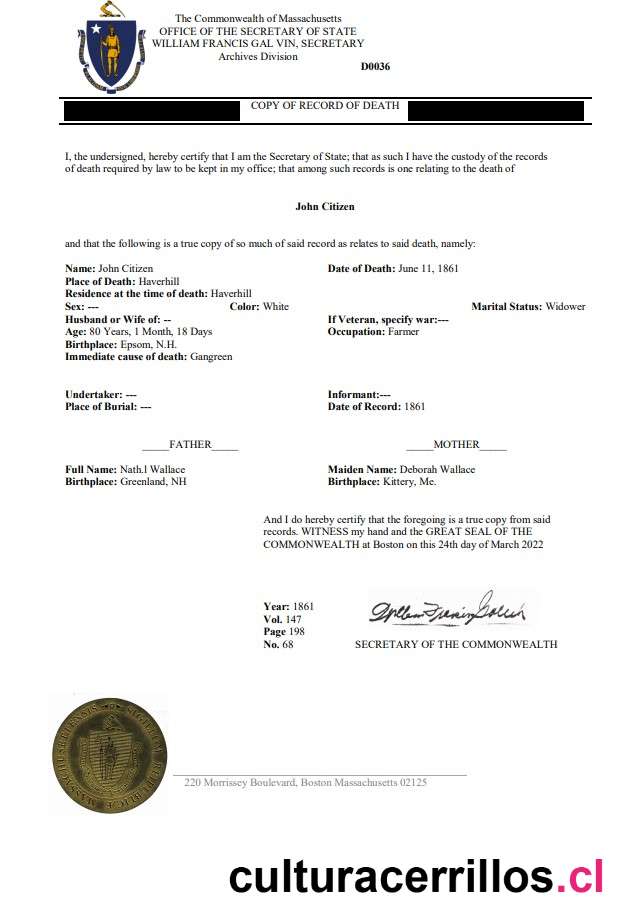 The Commonwealth of Massachusetts
OFFICE OF THE SECRETARY OF STATE
WILLIAM FRANCIS GAL VIN, SECRETARY
Archives Division
D0036
COPY OF RECORD OF DEATH
I, the undersigned, hereby certify that I am the Secretary of State; that as such I have the custody of the records
of death required by law to be kept in my office; that among such records is one relating to the death of
John Citizen
and that the following is a true copy of so much of said record as relates to said death, namely:
Name: John Citizen Date of Death: June 11, 1861
Place of Death: Haverhill
Residence at the time of death: Haverhill
Sex: --- Color: White Marital Status: Widower
Husband or Wife of: -- If Veteran, specify war:---
Age: 80 Years, 1 Month, 18 Days Occupation: Farmer
Birthplace: Epsom, N.H.
Immediate cause of death: Gangreen
Undertaker: --- Informant:---
Place of Burial: --- Date of Record: 1861
_____FATHER_____ _____MOTHER_____
Full Name: Nath.l Wallace Maiden Name: Deborah Wallace
Birthplace: Greenland, NH Birthplace: Kittery, Me.
And I do hereby certify that the foregoing is a true copy from said
records. WITNESS my hand and the GREAT SEAL OF THE
COMMONWEALTH at Boston on this 24th day of March 2022
Year: 1861
Vol. 147
Page 198
No. 68
William Francis Galvin
SECRETARY OF THE COMMONWEALTH
220 Morrissey Boulevard, Boston Massachusetts 02125
culturacerrillos.cl